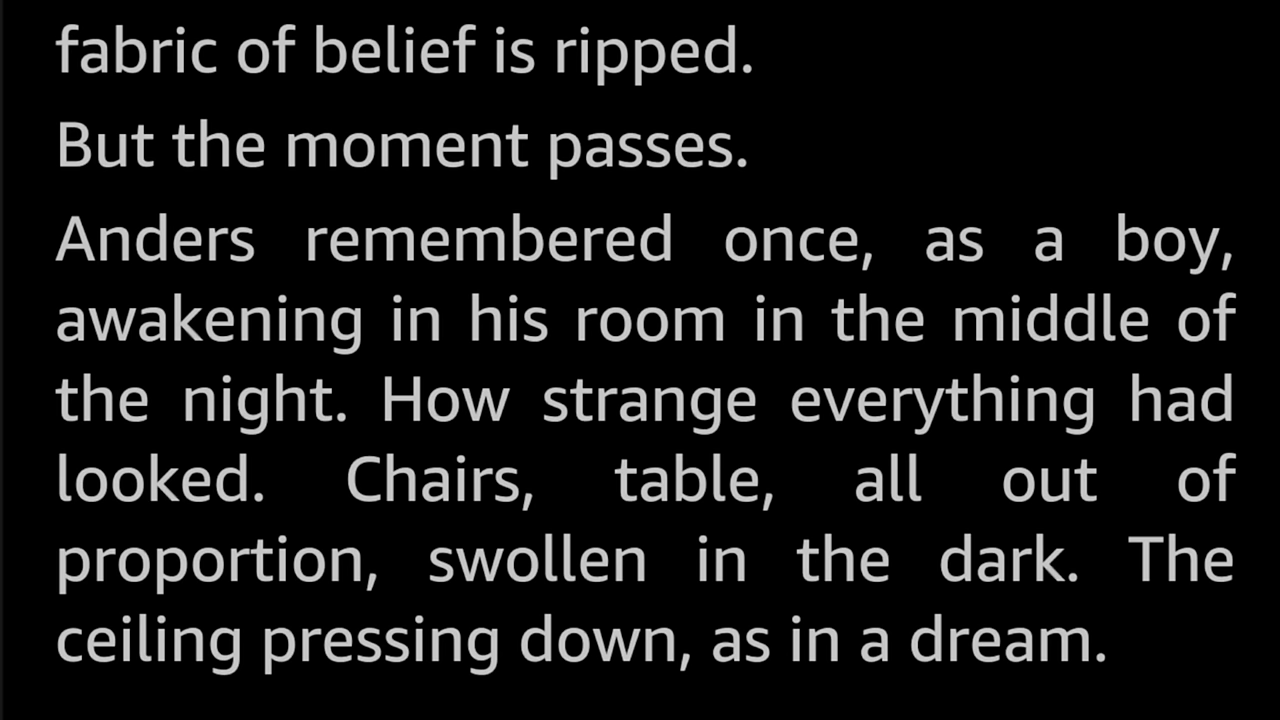 fabric of belief is ripped.
But the moment passes.
Anders remembered once, as a boy,
awakening in his room in the middle of
the night. How strange everything had
looked. Chairs, table, all out of
proportion, swollen in the dark. The
ceiling pressing down, as in a dream.